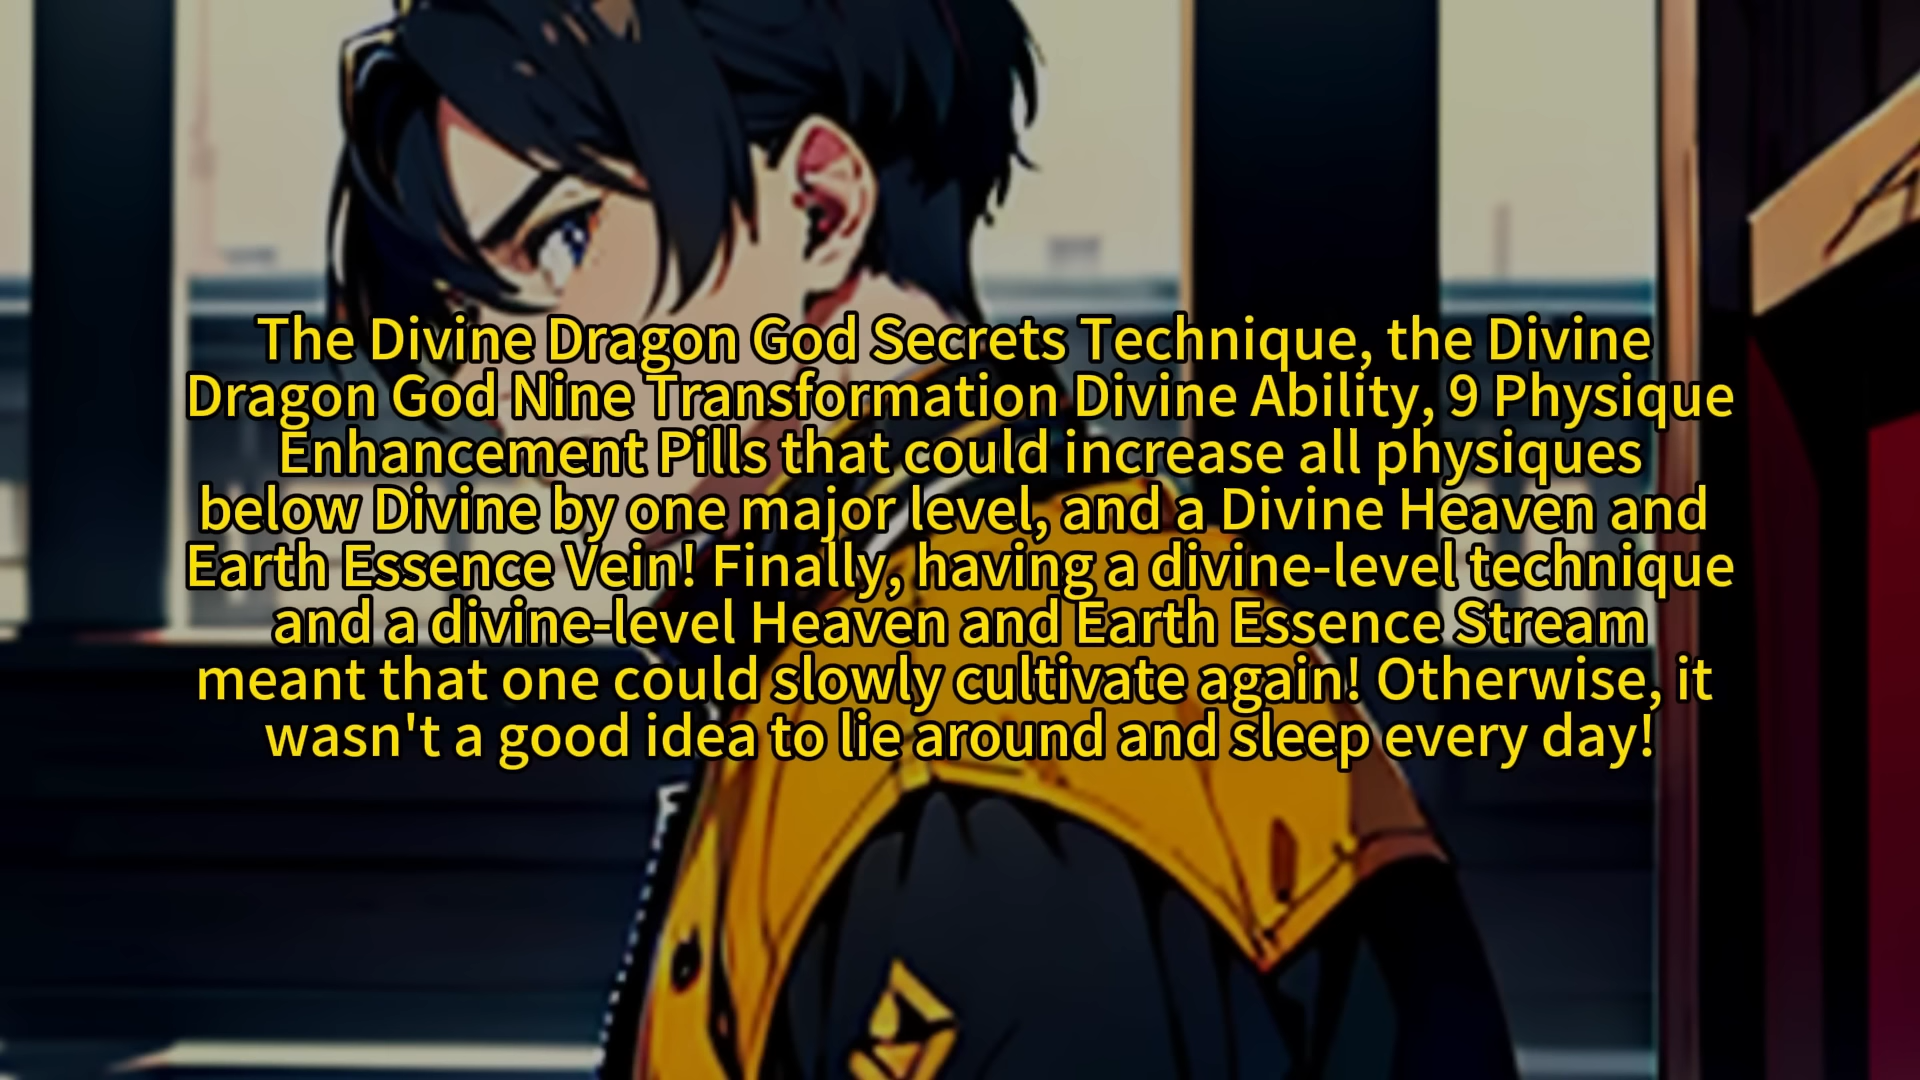 The Divine Dragon God Secrets Technique, the Divine
Dragon God Nine Transformation Divine Ability, 9 Physique
Enhancement Pills that could increase all physiques
below Divine by one major level, and a Divine Heaven and
Earth Essence Vein! Finally, having a divine-level technique
and a divine-level Heaven and Earth Essence Stream
meant that one could slowly cultivate again! Otherwise, it
wasn't a good idea to lie around and sleep every day!